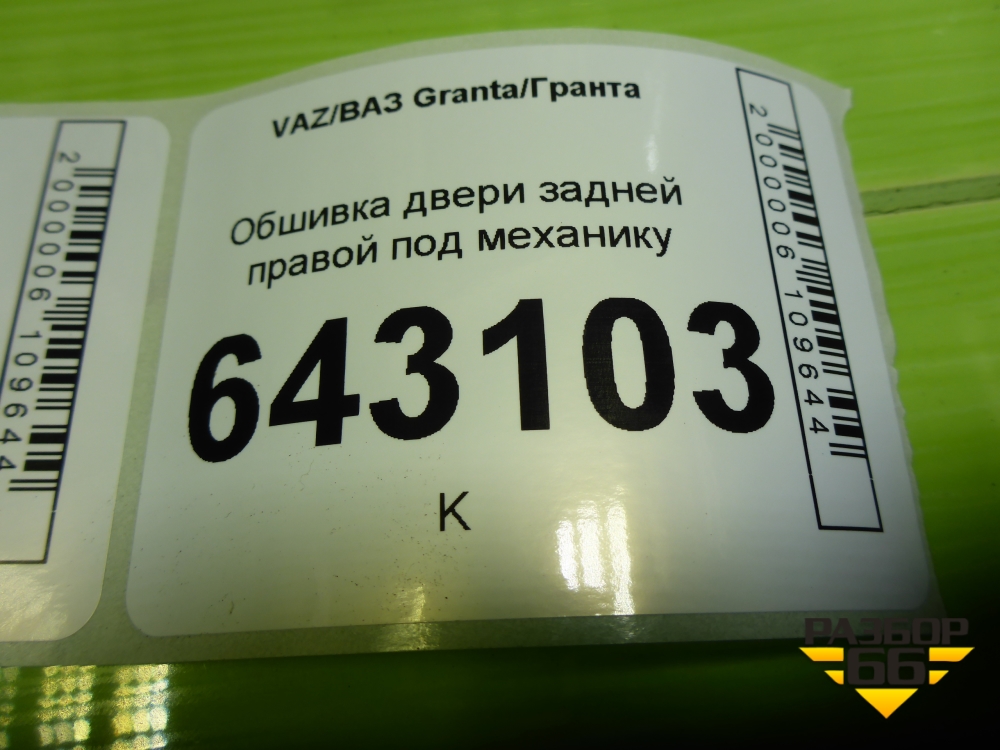 VAZ/ВАЗ Granta/Гранта
Обшивка двери задней
правой под механику
643103
К
2000006109644
2000006109644
РАЗБОР
66